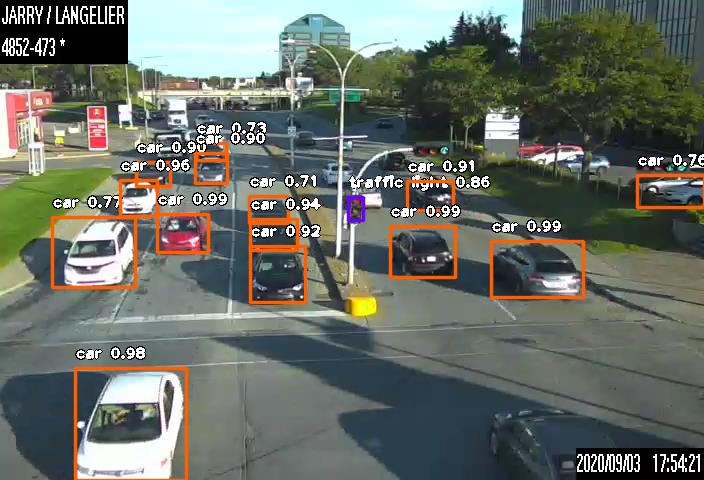 JARRY / LANGELIER
4852-473 *
car 0.73
car 0.90
car 0.90
car 0.96
car 0.91
car 0.76
car 0.71
traffic light 0.86
car 0.77
car 0.99
car 0.94
car 0.99
car 0.92
car 0.99
car 0.98
2020/09/03 17:54:21